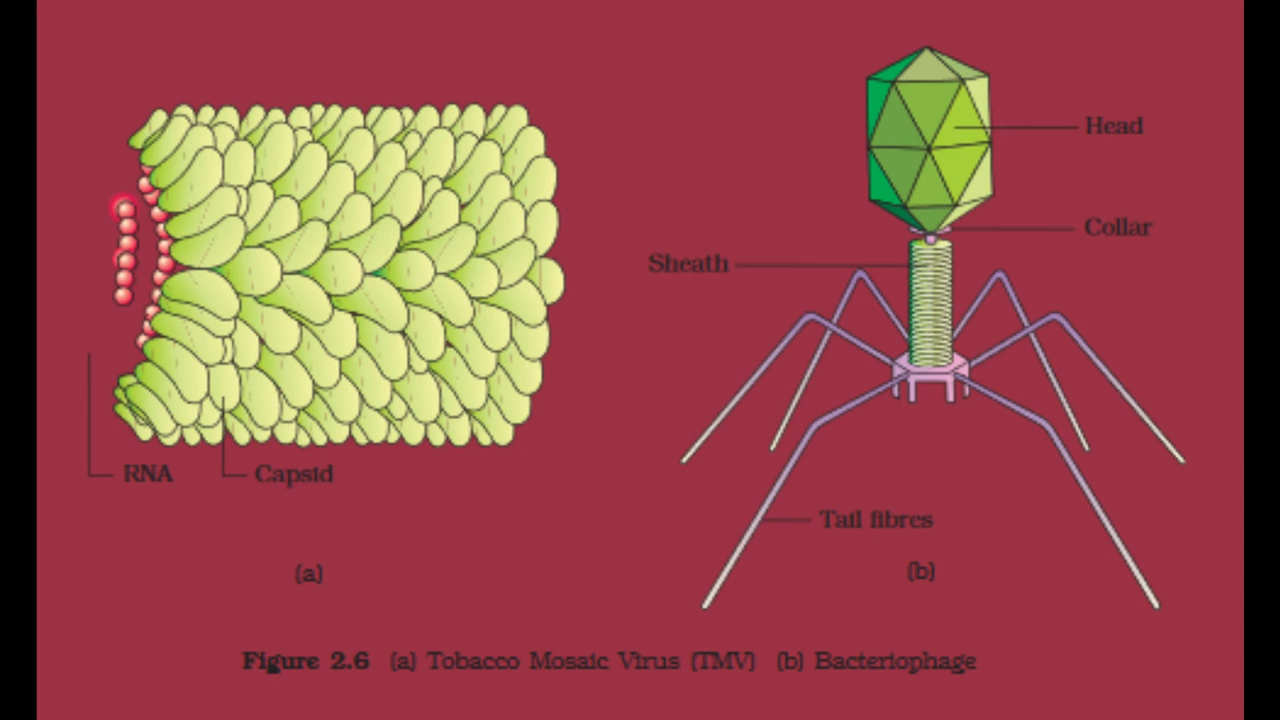 Head
Collar
Sheath
RNA
Capsid
Tail fibres
(a)
(b)
Figure 2.6 (a) Tobacco Mosaic Virus (TMV) (b) Bacteriophage